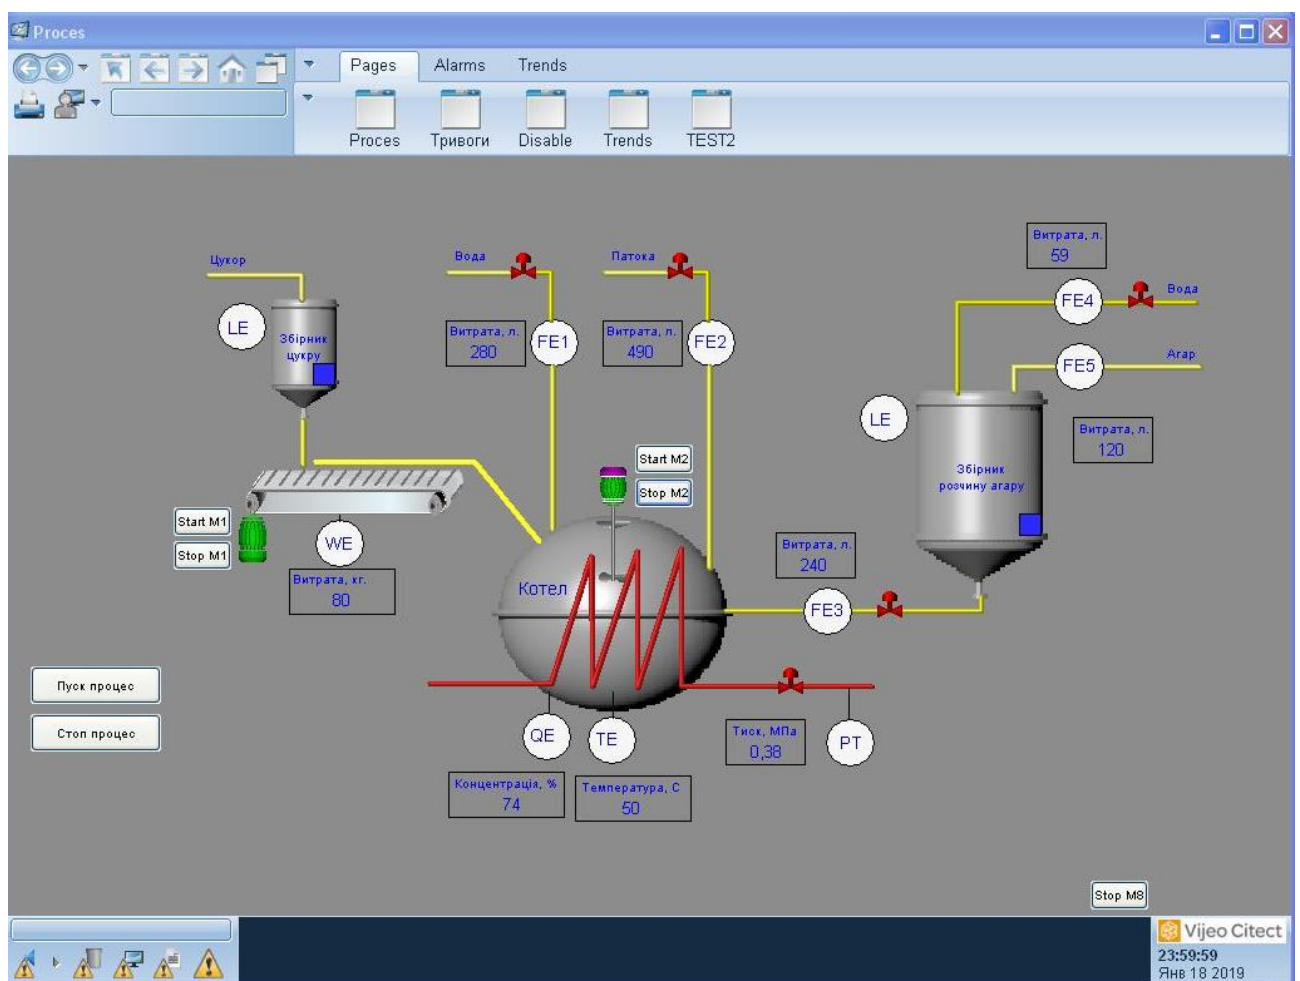 Proces
Pages
Alarms
Trends
Proces
Тривоги
Disable
Trends
TEST2
Цукор
Вода
Патока
Витрата, л.
59
FE4
Вода
LE
Збірник
цукру
Витрата, л.
280
FE1
Витрата, л.
490
FE2
Агар
FE5
LE
Витрата, л.
120
Збірник
розчину агару
Start M2
Stop M2
Start M1
Stop M1
WE
Витрата, кг.
80
Котел
Витрата, л.
240
FE3
Пуск процес
Стоп процес
QE
TE
Тиск, МПа
0,38
PT
Концентрація, %
74
Температура, С
50
Stop M8
Vijeo Citect
23:59:59
Янв 18 2019